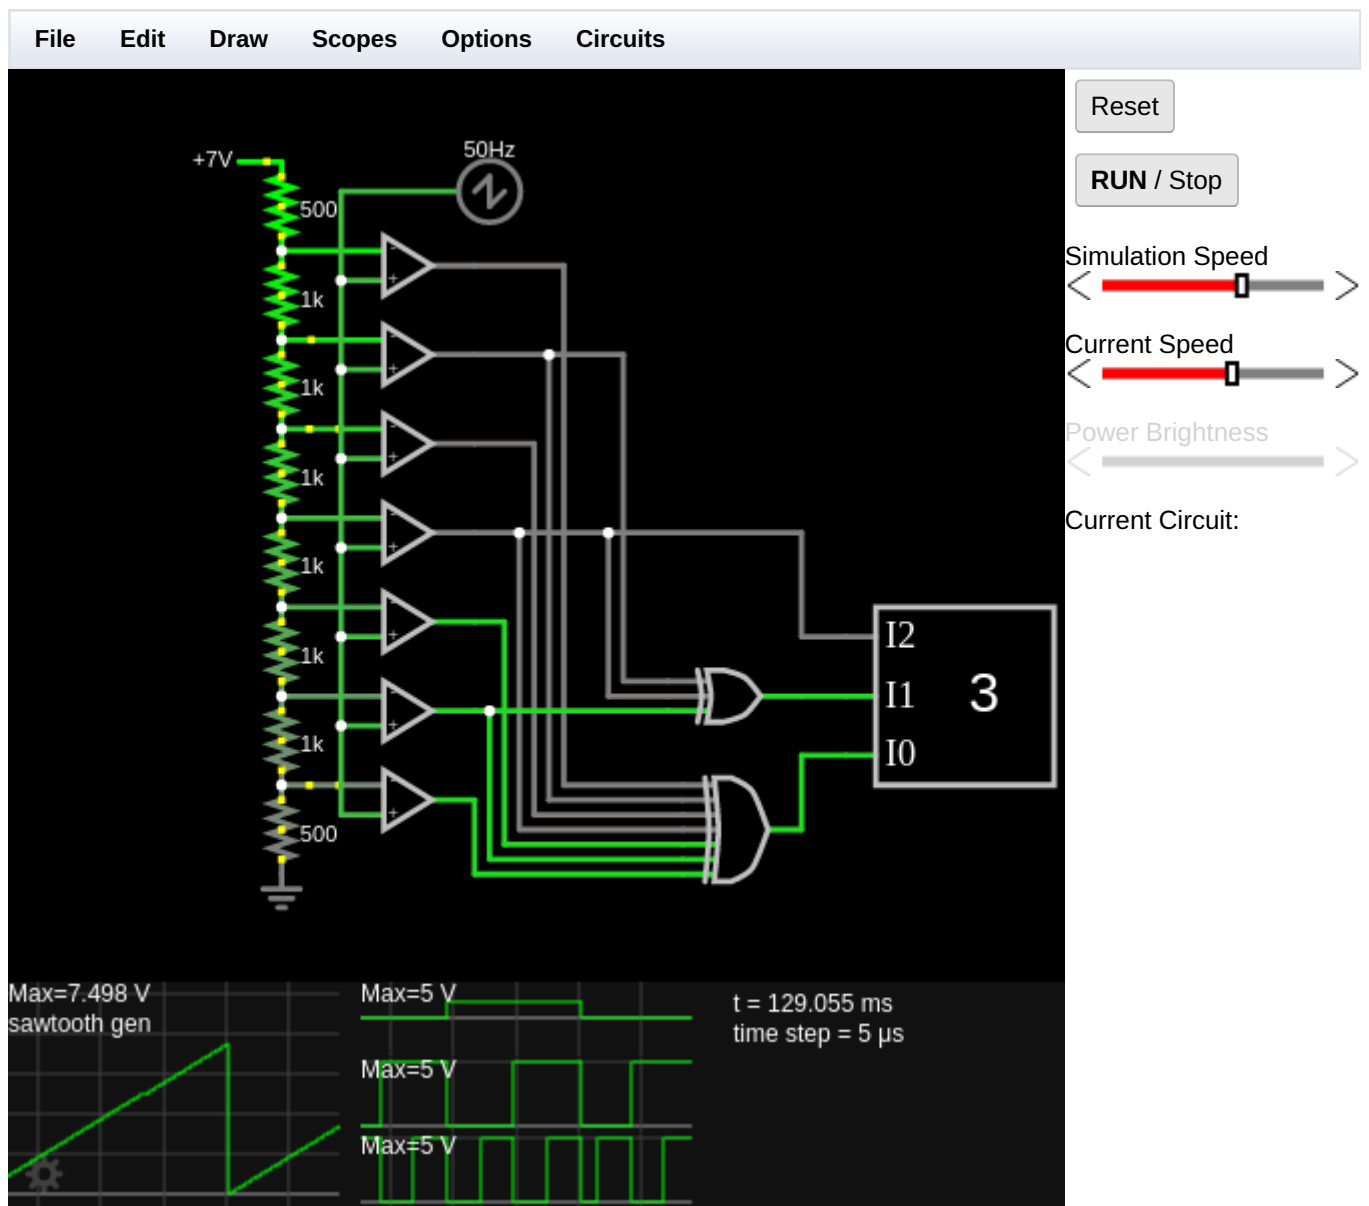 File Edit Draw Scopes Options Circuits
Reset
RUN / Stop
Simulation Speed
Current Speed
Power Brightness
Current Circuit:
+7V
50Hz
500
1k
1k
1k
1k
1k
1k
500
-
+
-
+
-
+
-
+
-
+
-
+
-
+
I2
I1
I0
3
Max=7.498 V
sawtooth gen
Max=5 V
Max=5 V
Max=5 V
t = 129.055 ms
time step = 5 μs